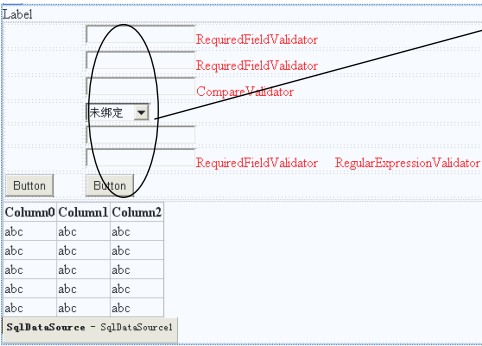 Label
RequiredFieldValidator
RequiredFieldValidator
CompareValidator
未绑定
RequiredFieldValidator RegularExpressionValidator
Button Button
Column0 Column1 Column2
abc abc abc
abc abc abc
abc abc abc
abc abc abc
abc abc abc
SqlDataSource - SqlDataSource1